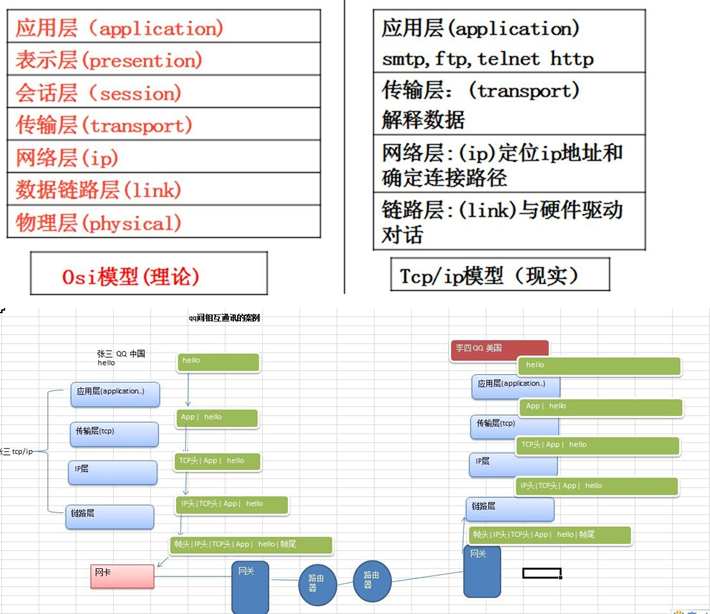 应用层（application)
表示层(presention)
会话层（session)
传输层(transport)
网络层(ip)
数据链路层(link)
物理层(physical)
Osi模型(理论)
应用层(application)
smtp,ftp,telnet http
传输层：(transport)
解释数据
网络层:(ip)定位ip地址和
确定连接路径
链路层:(link)与硬件驱动
对话
Tcp/ip模型（现实）
qq间相互通讯的案例
张三 QQ 中国
hello
hello
应用层(application..)
App | hello
传输层(tcp)
三 tcp/ip
TCP头| App | hello
IP层
IP头|TCP头| App | hello
链路层
帧头|IP头|TCP头| App | hello|帧尾
网卡
网关
路由
器
路由
器
李四QQ 美国
hello
应用层(application..)
App | hello
传输层(tcp)
TCP头| App | hello
IP层
IP头|TCP头| App | hello
链路层
帧头|IP头|TCP头| App | hello|帧尾
网关